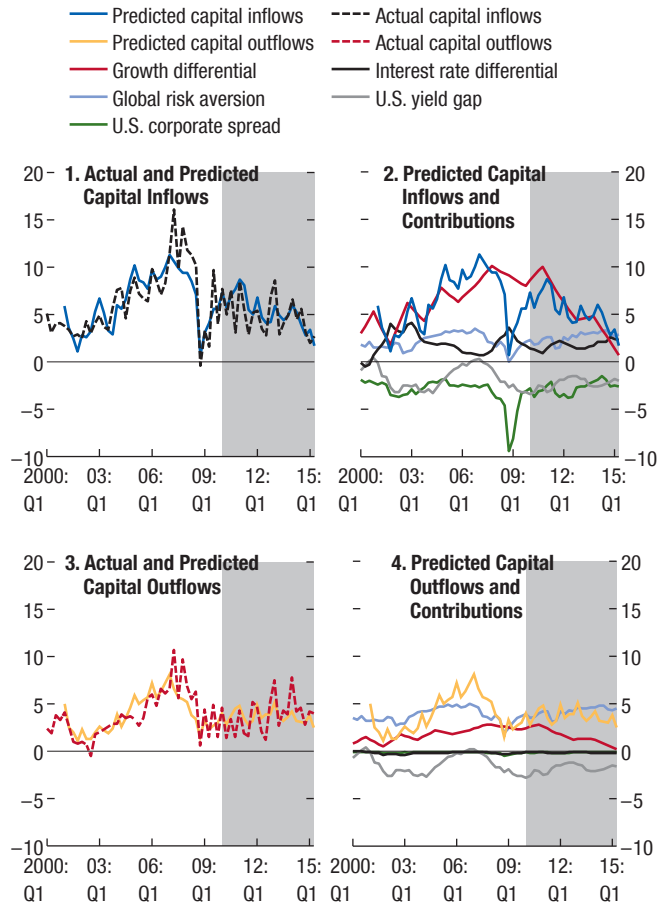 Predicted capital inflows
Actual capital inflows
Predicted capital outflows
Actual capital outflows
Growth differential
Interest rate differential
Global risk aversion
U.S. yield gap
U.S. corporate spread
1. Actual and Predicted
Capital Inflows
2. Predicted Capital
Inflows and
Contributions
20
15
10
5
0
–5
–10
20
15
10
5
0
–5
–10
2000:
Q1
03:
Q1
06:
Q1
09:
Q1
12:
Q1
15:
Q1
2000:
Q1
03:
Q1
06:
Q1
09:
Q1
12:
Q1
15:
Q1
3. Actual and Predicted
Capital Outflows
4. Predicted Capital
Outflows and
Contributions
20
15
10
5
0
–5
–10
20
15
10
5
0
–5
–10
2000:
Q1
03:
Q1
06:
Q1
09:
Q1
12:
Q1
15:
Q1
2000:
Q1
03:
Q1
06:
Q1
09:
Q1
12:
Q1
15:
Q1